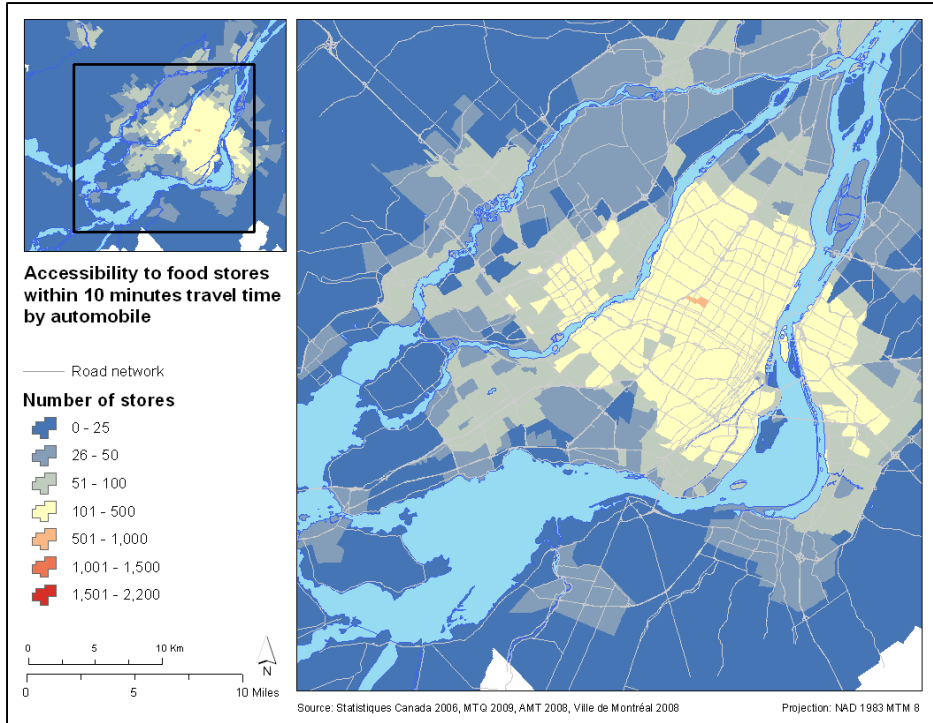 Accessibility to food stores
within 10 minutes travel time
by automobile
Road network
Number of stores
0 - 25
26 - 50
51 - 100
101 - 500
501 - 1,000
1,001 - 1,500
1,501 - 2,200
0 5 10 Km
N
0 5 10 Miles
Source: Statistiques Canada 2006, MTQ 2009, AMT 2008, Ville de Montréal 2008
Projection: NAD 1983 MTM 8